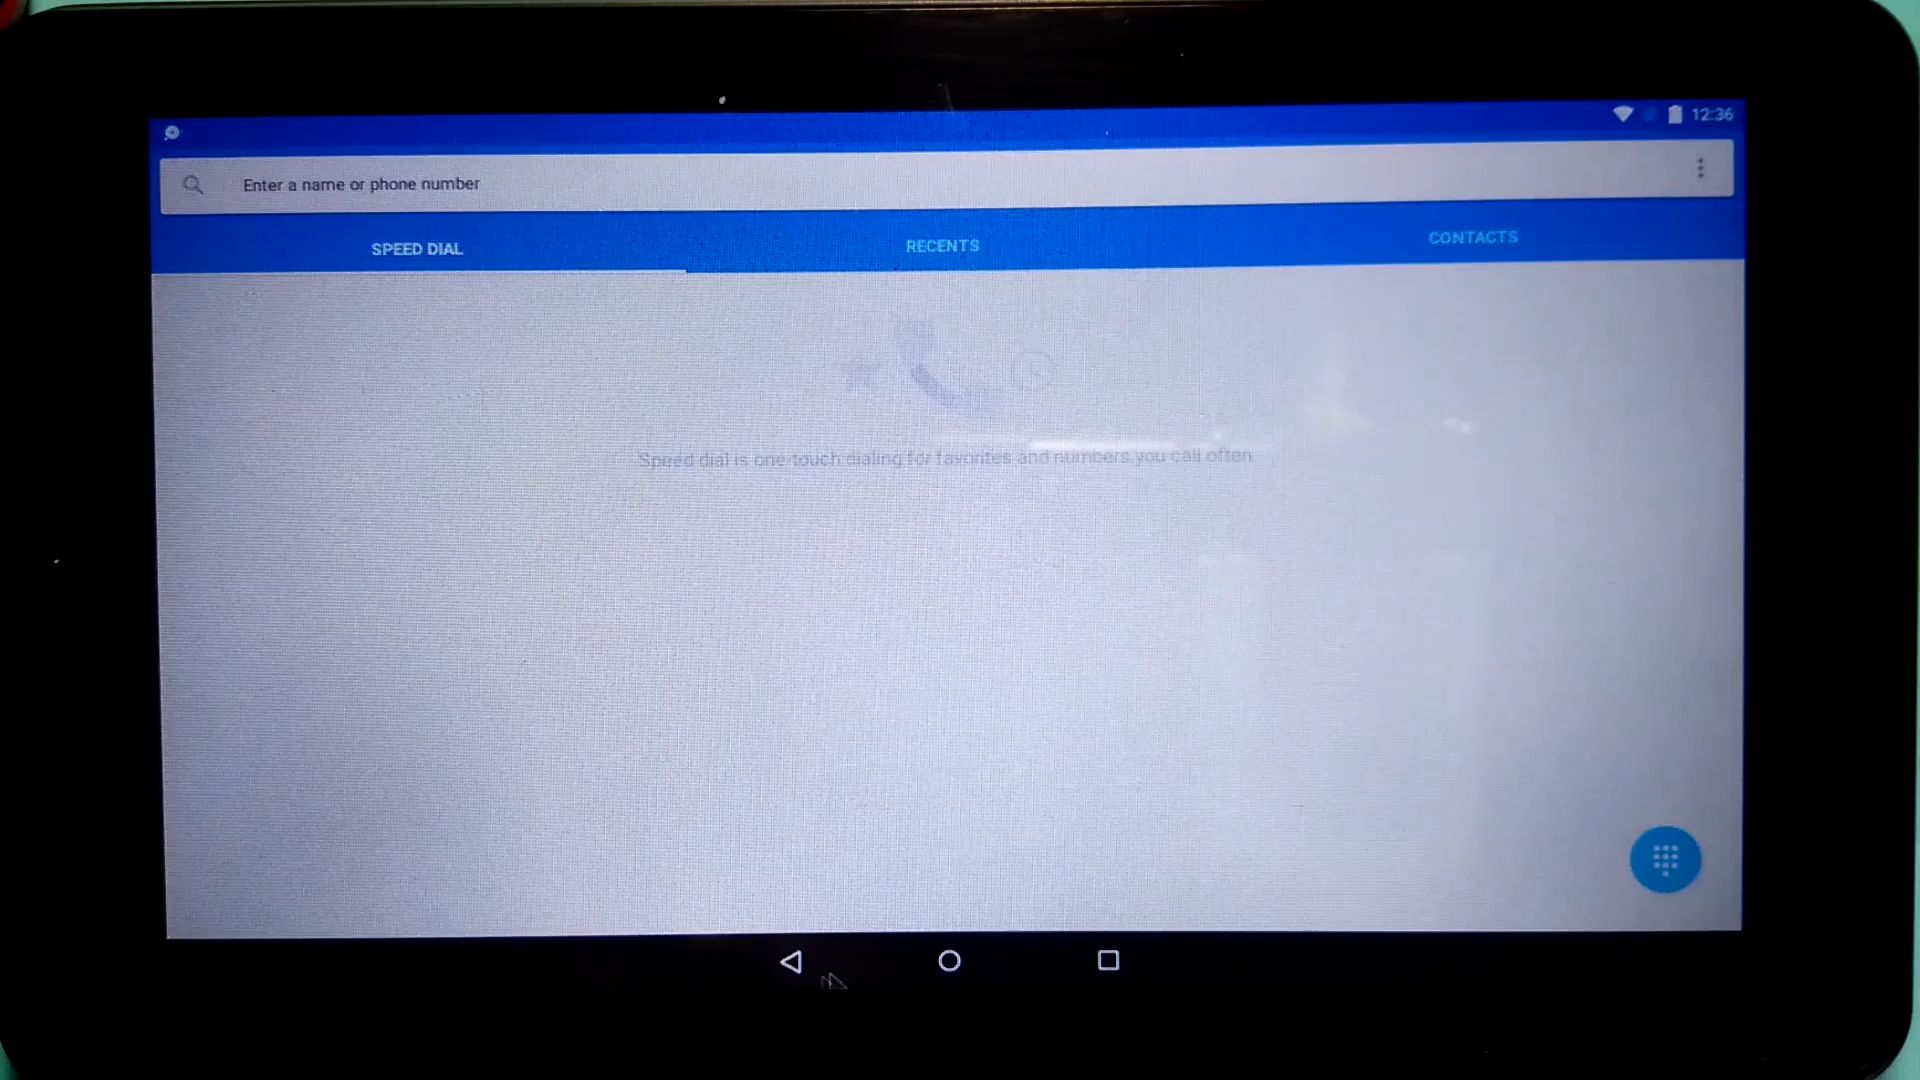 12:36
Enter a name or phone number
SPEED DIAL
RECENTS
CONTACTS
Speed dial is one-touch dialing for favorites and numbers you call often